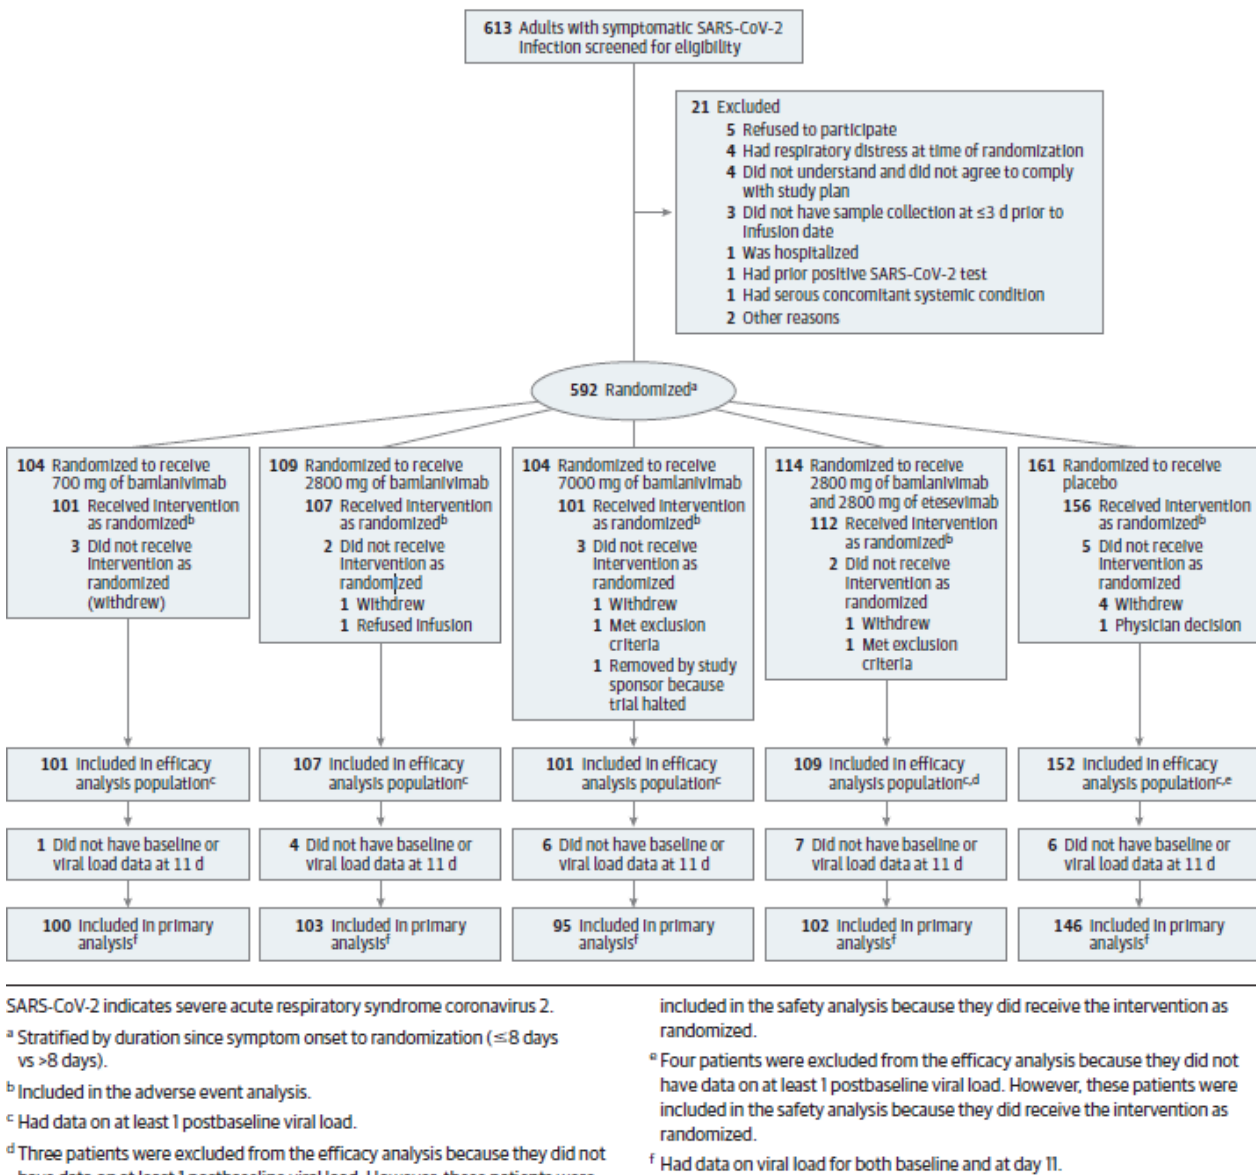 613 Adults with symptomatic SARS-CoV-2
Infection screened for eligibility
21 Excluded
5 Refused to participate
4 Had respiratory distress at time of randomization
4 Did not understand and did not agree to comply
with study plan
3 Did not have sample collection at ≤3 d prior to
Infusion date
1 Was hospitalized
1 Had prior positive SARS-CoV-2 test
1 Had serous concomitant systemic condition
2 Other reasons
592 Randomizedᵃ
104 Randomized to receive
700 mg of bamlanivimab
101 Received Intervention
as randomizedᵇ
3 Did not receive
Intervention as
randomized
(withdrew)
109 Randomized to receive
2800 mg of bamlanivimab
107 Received Intervention
as randomizedᵇ
2 Did not receive
Intervention as
randomized
1 Withdrew
1 Refused Infusion
104 Randomized to receive
7000 mg of bamlanivimab
101 Received Intervention
as randomizedᵇ
3 Did not receive
Intervention as
randomized
1 Withdrew
1 Met exclusion
criteria
1 Removed by study
sponsor because
trial halted
114 Randomized to receive
2800 mg of bamlanivimab
and 2800 mg of etesevimab
112 Received Intervention
as randomizedᵇ
2 Did not receive
Intervention as
randomized
1 Withdrew
1 Met exclusion
criteria
161 Randomized to receive
placebo
156 Received Intervention
as randomizedᵇ
5 Did not receive
Intervention as
randomized
4 Withdrew
1 Physician decision
101 Included in efficacy
analysis populationᶜ
107 Included in efficacy
analysis populationᶜ
101 Included in efficacy
analysis populationᶜ
109 Included in efficacy
analysis populationᶜ,ᵈ
152 Included in efficacy
analysis populationᶜ,ᵉ
1 Did not have baseline or
viral load data at 11 d
4 Did not have baseline or
viral load data at 11 d
6 Did not have baseline or
viral load data at 11 d
7 Did not have baseline or
viral load data at 11 d
6 Did not have baseline or
viral load data at 11 d
100 Included in primary
analysisᶠ
103 Included in primary
analysisᶠ
95 Included in primary
analysisᶠ
102 Included in primary
analysisᶠ
146 Included in primary
analysisᶠ
SARS-CoV-2 indicates severe acute respiratory syndrome coronavirus 2.
ᵃ Stratified by duration since symptom onset to randomization (≤8 days
vs >8 days).
ᵇ Included in the adverse event analysis.
ᶜ Had data on at least 1 postbaseline viral load.
ᵈ Three patients were excluded from the efficacy analysis because they did not
have data on at least 1 postbaseline viral load. However, these patients were
included in the safety analysis because they did receive the intervention as
randomized.
ᵉ Four patients were excluded from the efficacy analysis because they did not
have data on at least 1 postbaseline viral load. However, these patients were
included in the safety analysis because they did receive the intervention as
randomized.
ᶠ Had data on viral load for both baseline and at day 11.